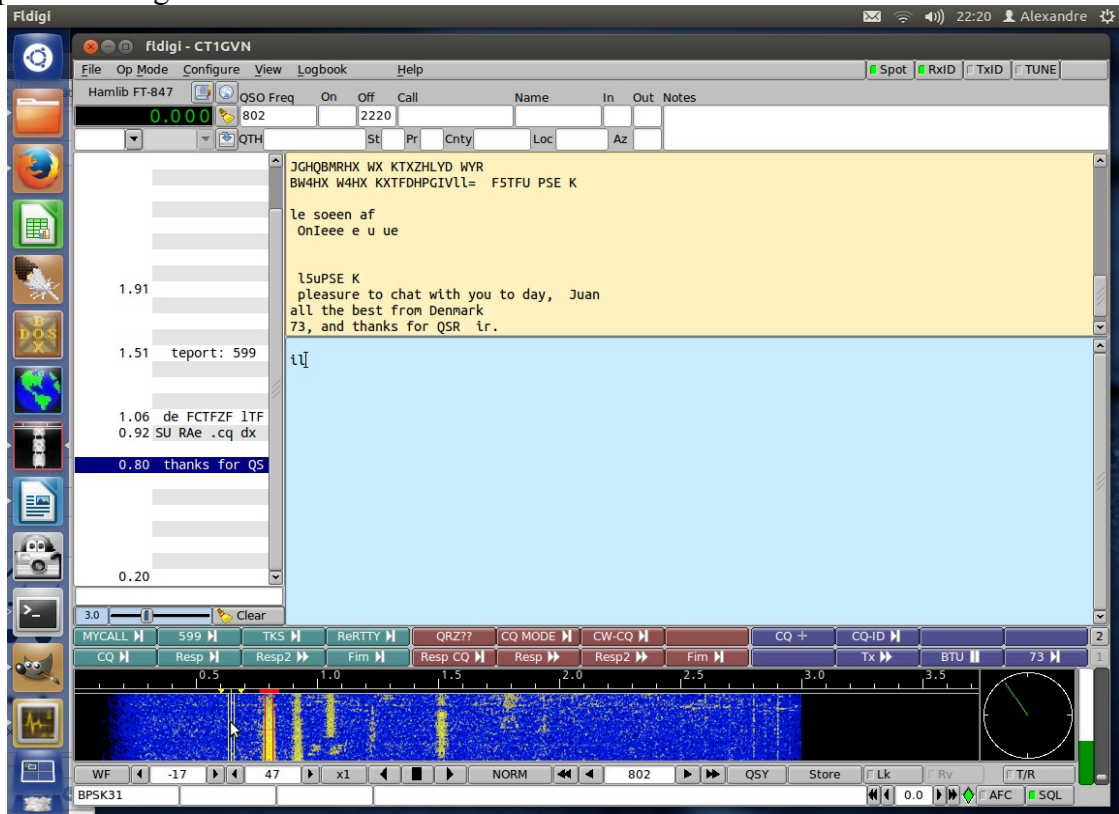 Fldigi
22:20 Alexandre
fldigi - CT1GVN
File Op Mode Configure View Logbook Help
Spot RxID TxID TUNE
Hamlib FT-847
QSO Freq On Off Call Name In Out Notes
0.000 802 2220
QTH St Pr Cnty Loc Az
JGHQBMRHX WX KTXZHLYD WYR
BW4HX W4HX KXTFDHPGIVll= F5TFU PSE K
le soeen af
OnIeee e u ue
l5uPSE K
pleasure to chat with you to day, Juan
all the best from Denmark
73, and thanks for QSR ir.
1.91
1.51 teport: 599
1.06 de FCTFZF lTF
0.92 SU RAe .cq dx
0.80 thanks for QS
0.20
il
3.0 Clear
MYCALL 599 TKS ReRTTY QRZ?? CQ MODE CW-CQ CQ + CQ-ID 2
CQ Resp Resp2 Fim Resp CQ Resp Resp2 Fim Tx BTU 73 1
0.5 1.0 1.5 2.0 2.5 3.0 3.5
WF -17 47 x1 NORM 802 QSY Store Lk Rv T/R
BPSK31 0.0 AFC SQL